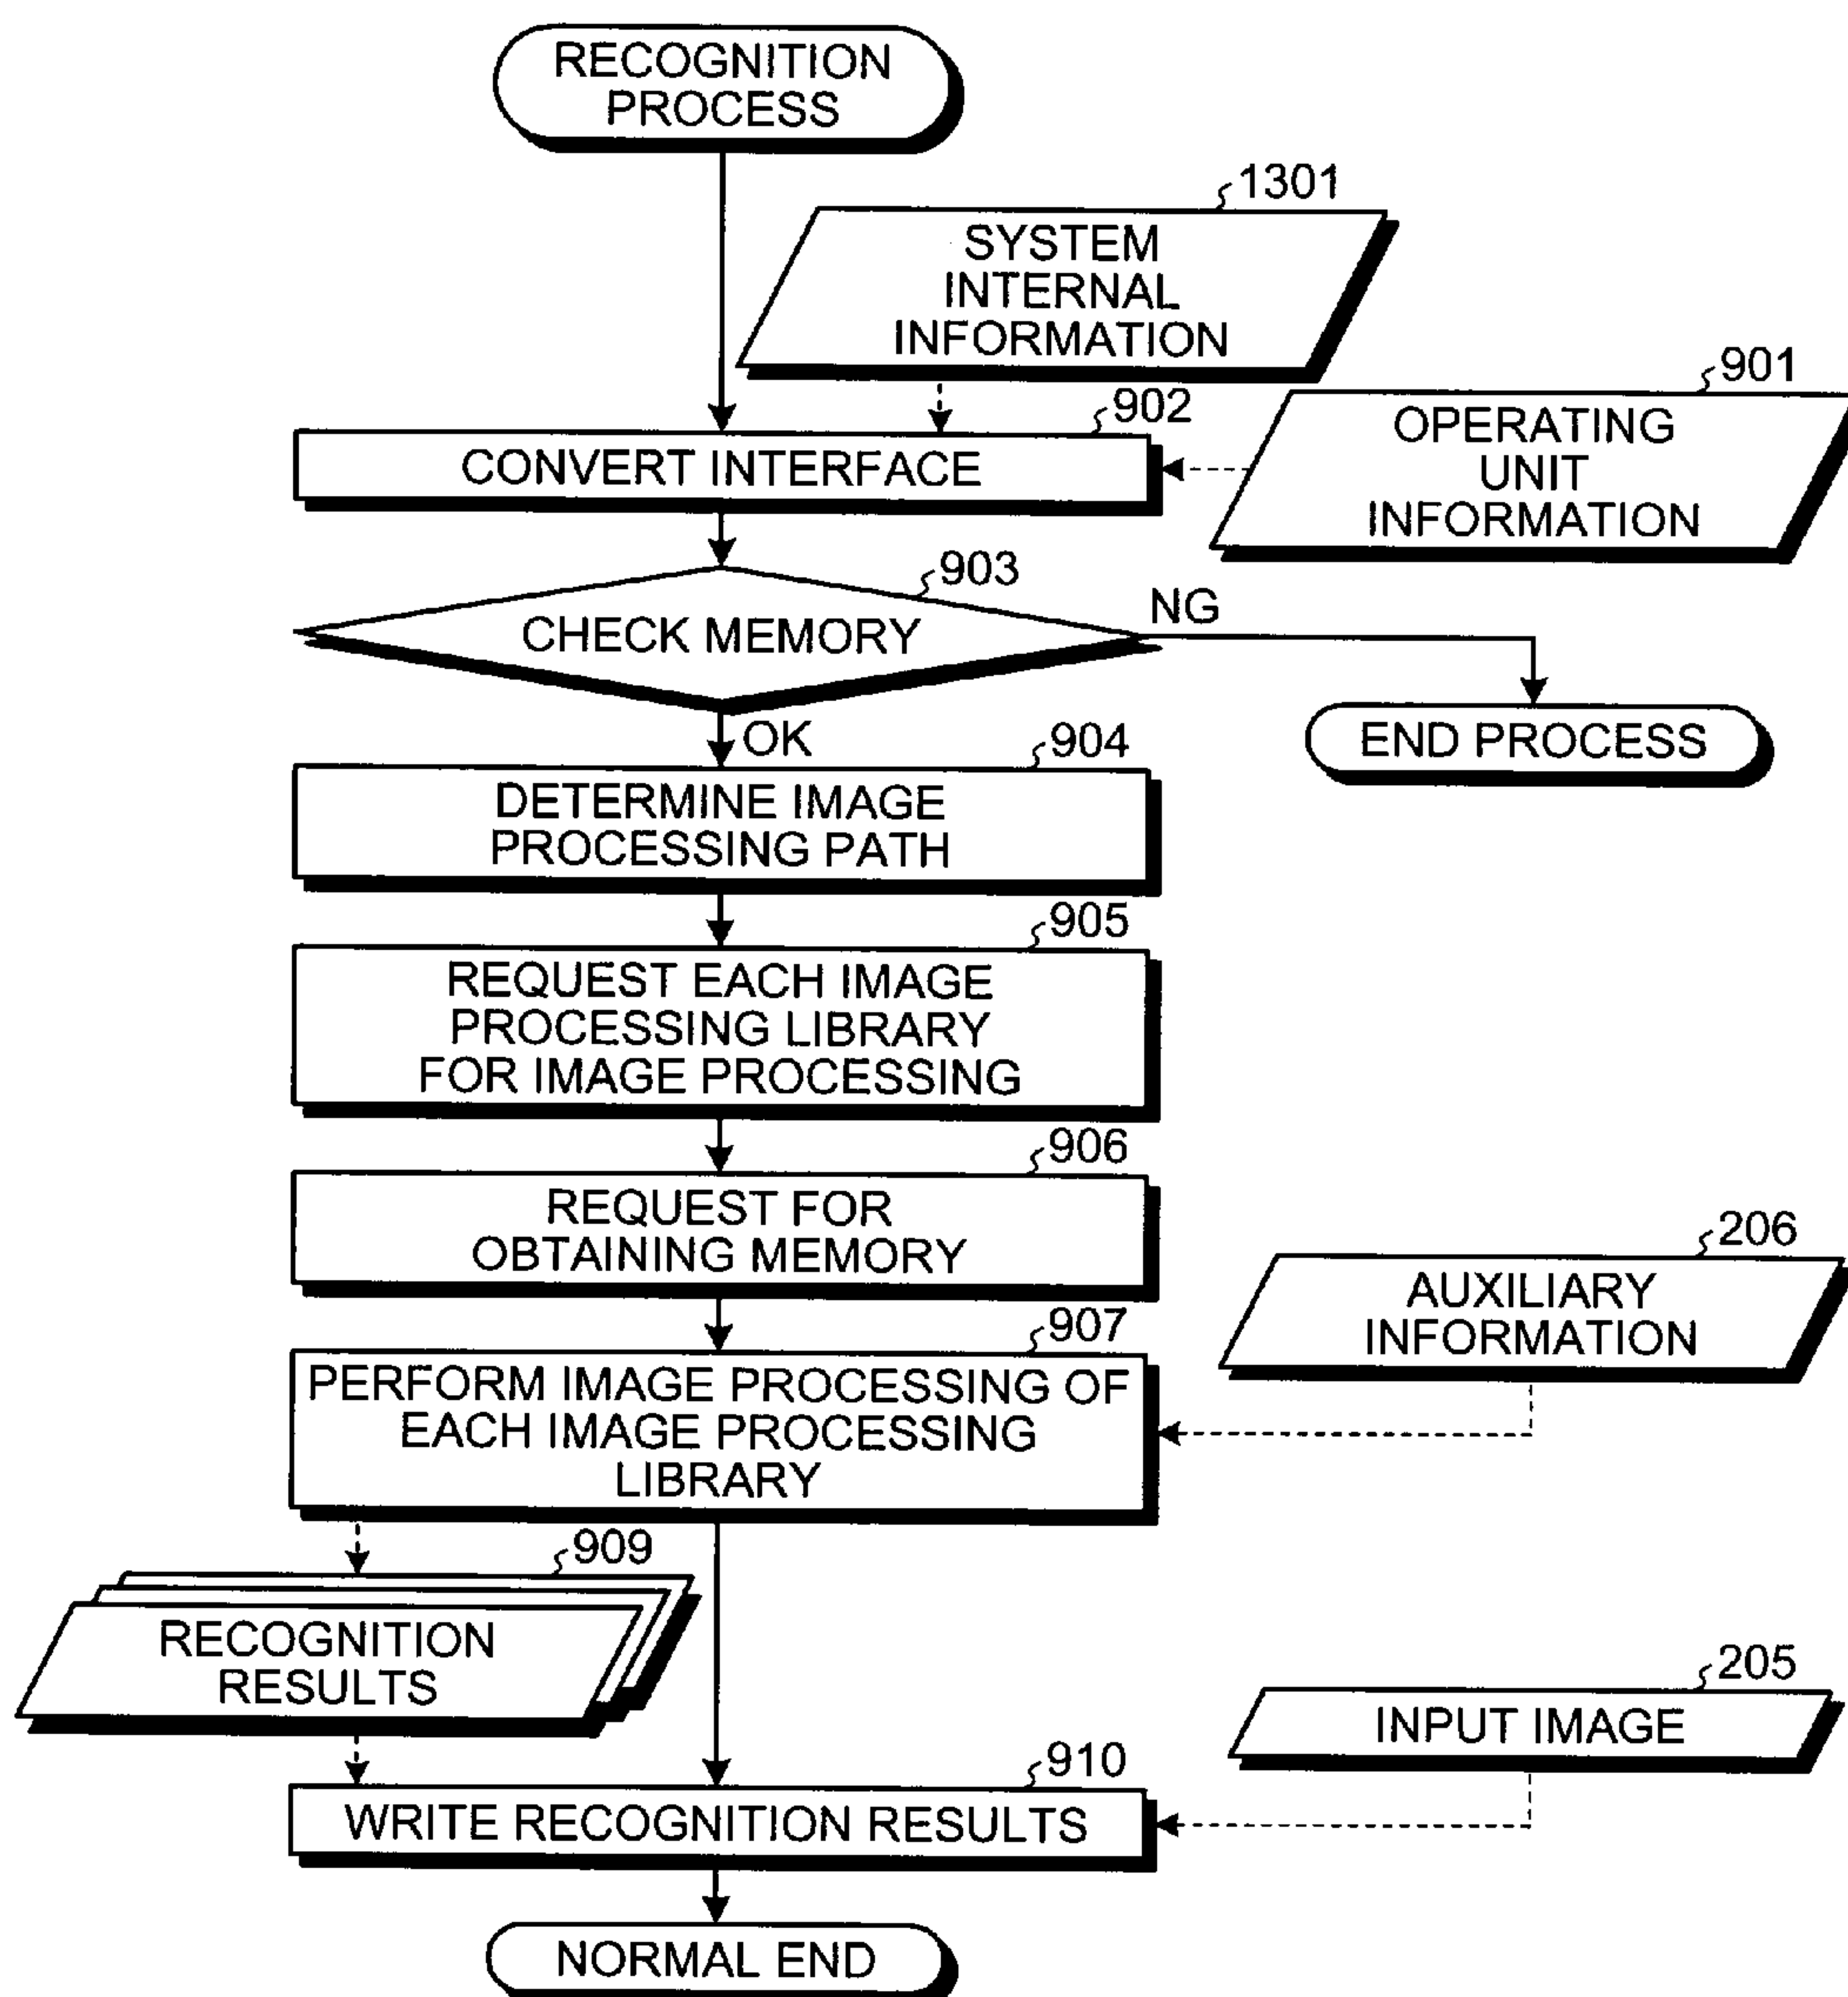 RECOGNITION
PROCESS
1301
SYSTEM
INTERNAL
INFORMATION
901
OPERATING
UNIT
INFORMATION
902
CONVERT INTERFACE
903
CHECK MEMORY
NG
END PROCESS
OK
904
DETERMINE IMAGE
PROCESSING PATH
905
REQUEST EACH IMAGE
PROCESSING LIBRARY
FOR IMAGE PROCESSING
906
REQUEST FOR
OBTAINING MEMORY
206
AUXILIARY
INFORMATION
907
PERFORM IMAGE PROCESSING OF
EACH IMAGE PROCESSING
LIBRARY
909
RECOGNITION
RESULTS
205
INPUT IMAGE
910
WRITE RECOGNITION RESULTS
NORMAL END